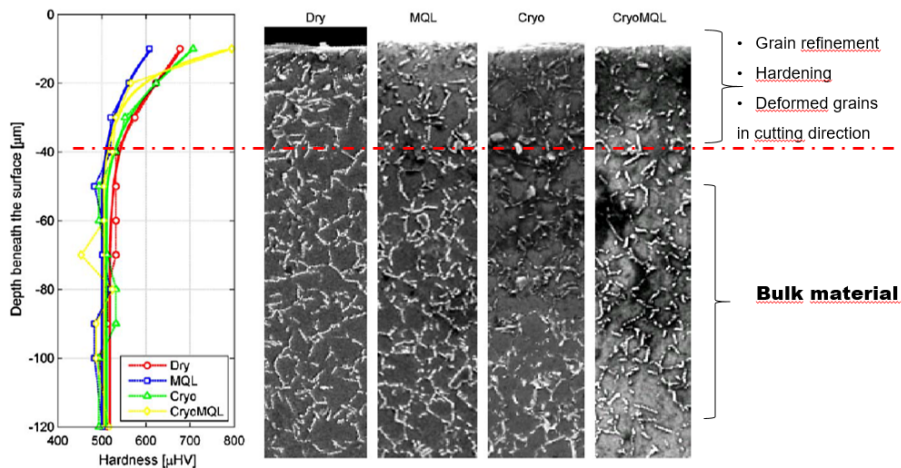 Dry
MQL
Cryo
CryoMQL
0
-20
-40
-60
-80
-100
-120
Depth beneath the surface [µm]
Dry
MQL
Cryo
CryoMQL
400
500
600
700
800
Hardness [µHV]
• Grain refinement
• Hardening
• Deformed grains
in cutting direction
Bulk material